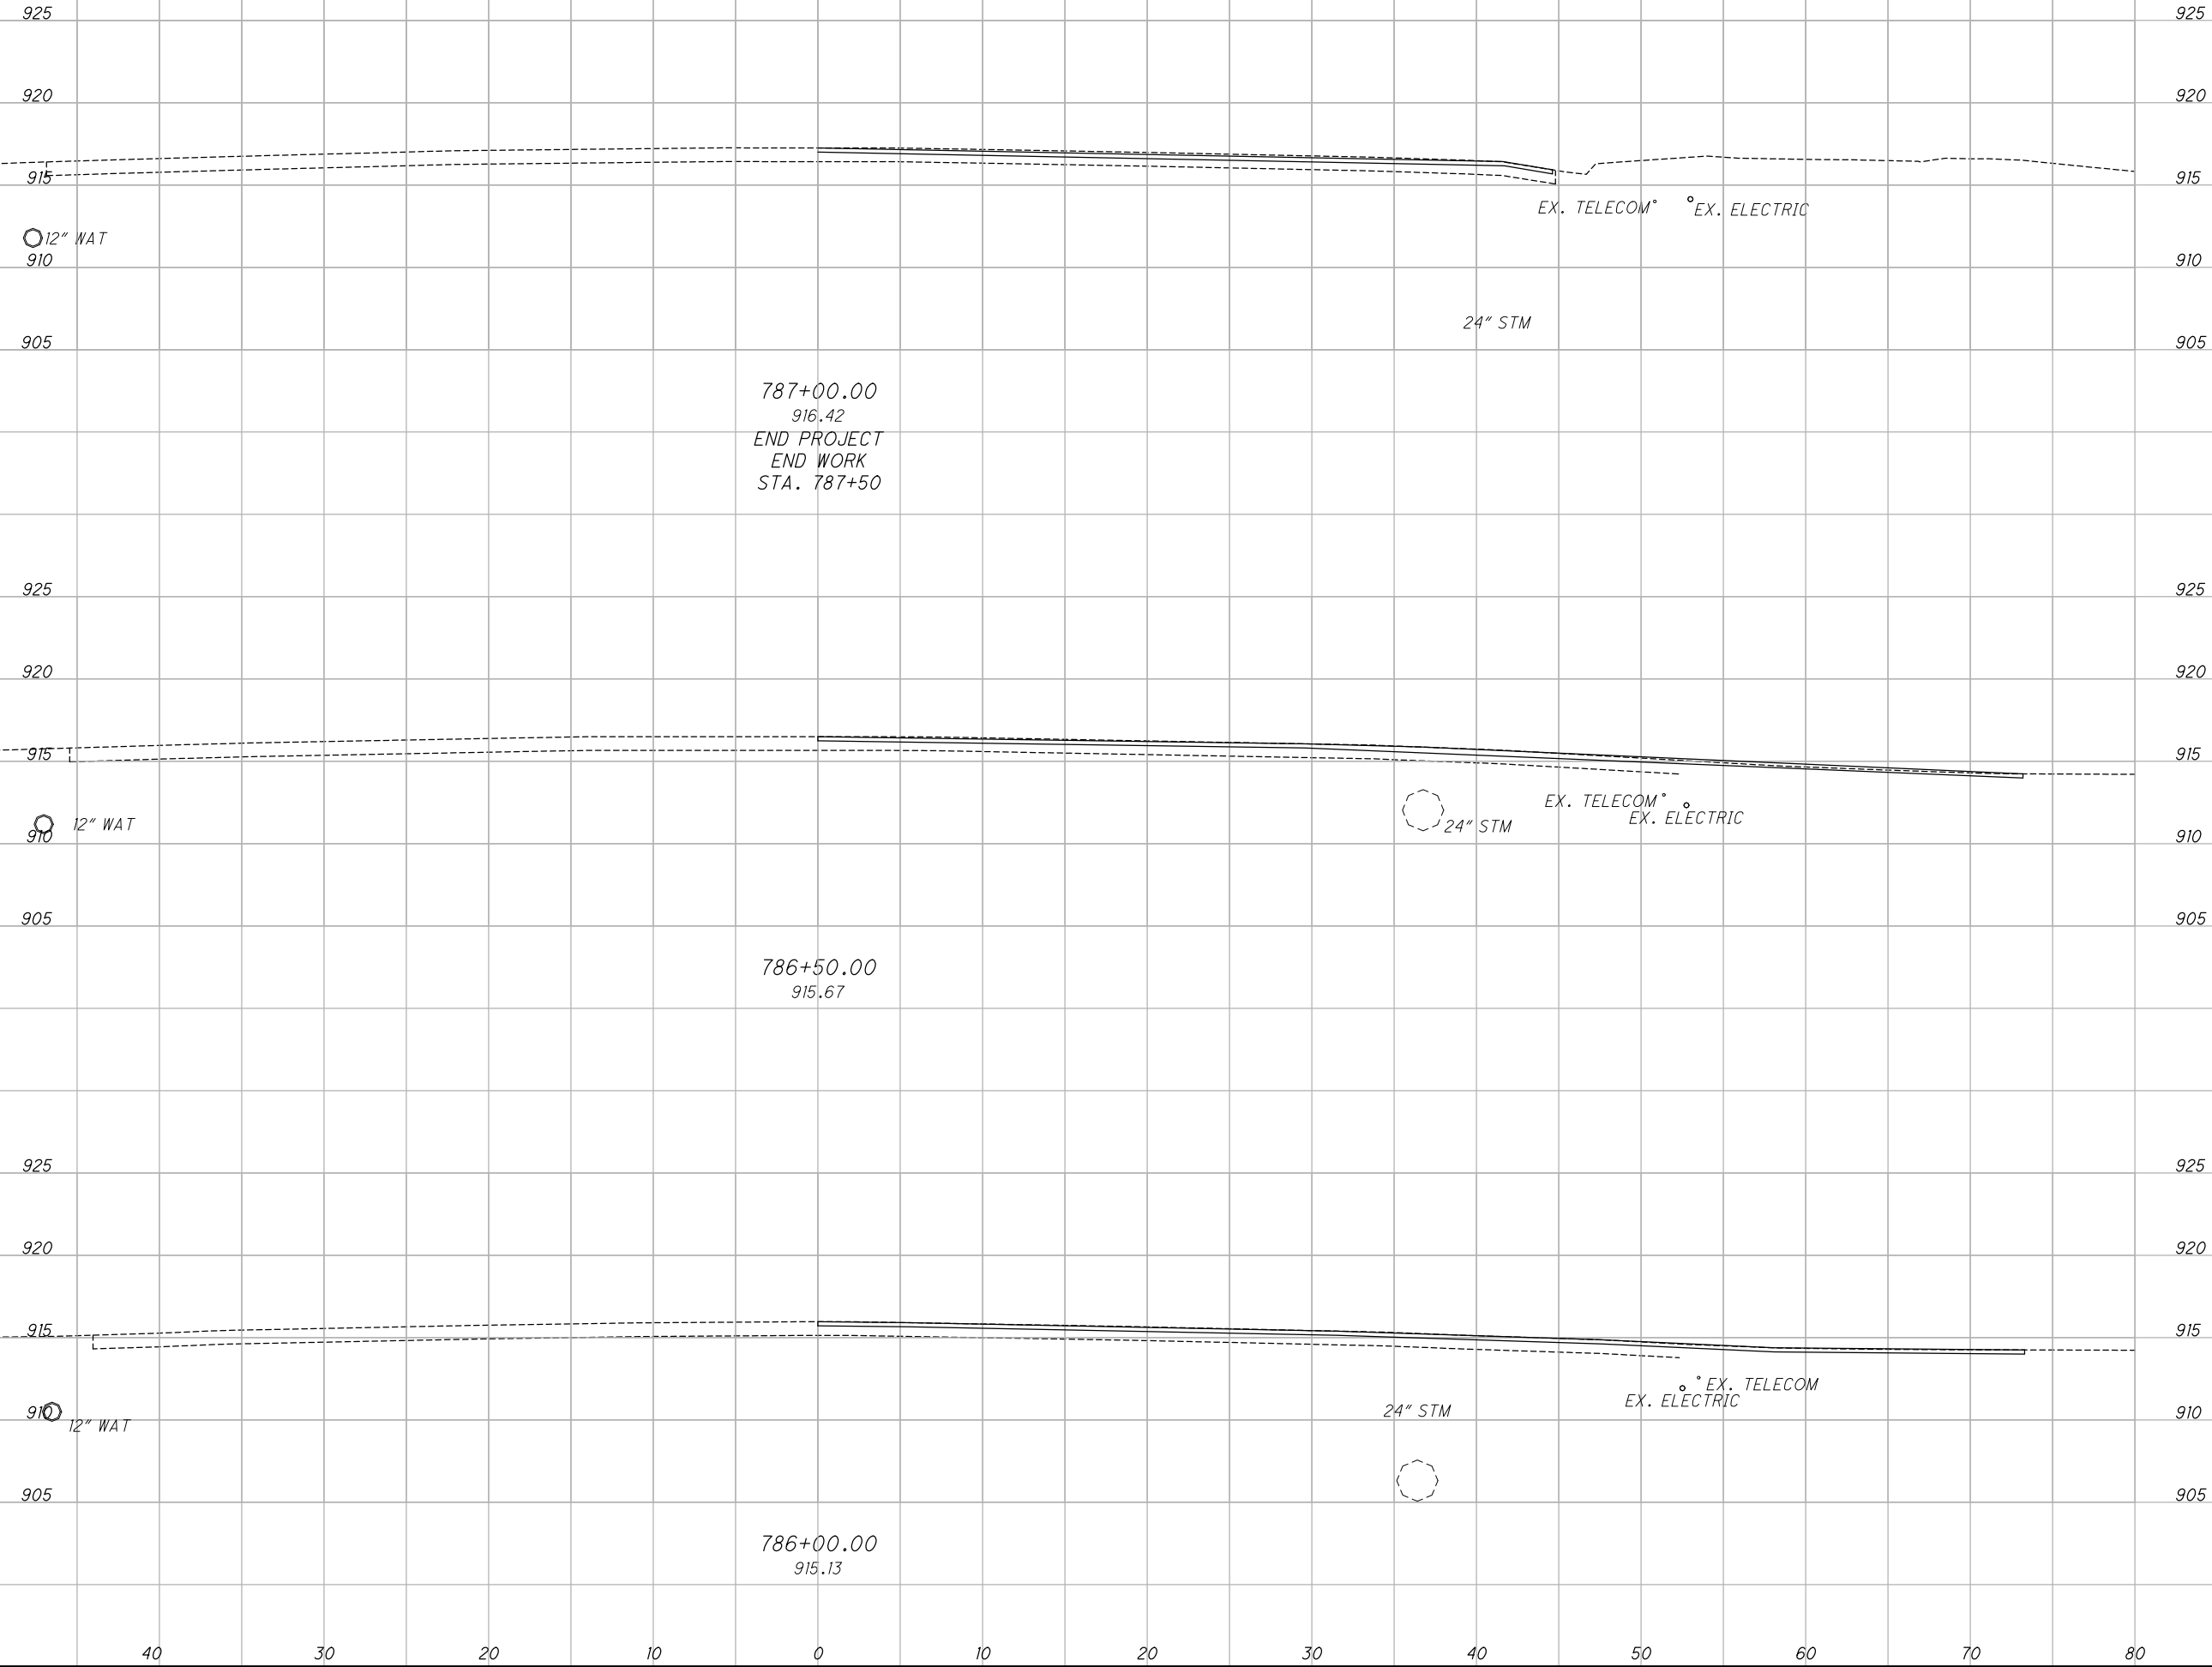 925 925
920 920
915
EX. TELECOM EX. ELECTRIC
915
12" WAT
910 910
24" STM
905 905
787+00.00
916.42
END PROJECT
END WORK
STA. 787+50
925 925
920 920
915 915
EX. TELECOM
EX. ELECTRIC
12" WAT 24" STM
910 910
905 905
786+50.00
915.67
925 925
920 920
915 915
EX. TELECOM
EX. ELECTRIC
24" STM
910 910
12" WAT
905 905
786+00.00
915.13
40 30 20 10 0 10 20 30 40 50 60 70 80